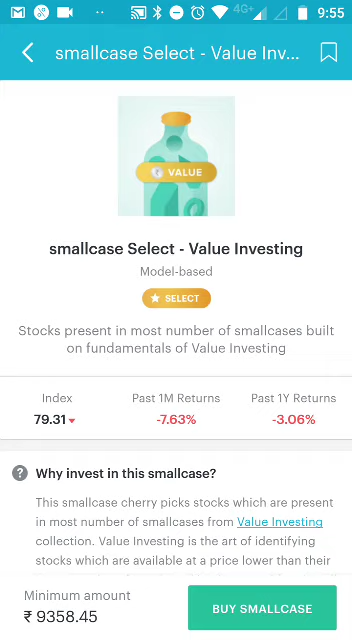 4G+
9:55
smallcase Select - Value Inv...
VALUE
smallcase Select - Value Investing
Model-based
SELECT
Stocks present in most number of smallcases built
on fundamentals of Value Investing
Index
Past 1M Returns
Past 1Y Returns
79.31
-7.63%
-3.06%
? Why invest in this smallcase?
This smallcase cherry picks stocks which are present
in most number of smallcases from Value Investing
collection. Value Investing is the art of identifying
stocks which are available at a price lower than their
Minimum amount
₹ 9358.45
BUY SMALLCASE